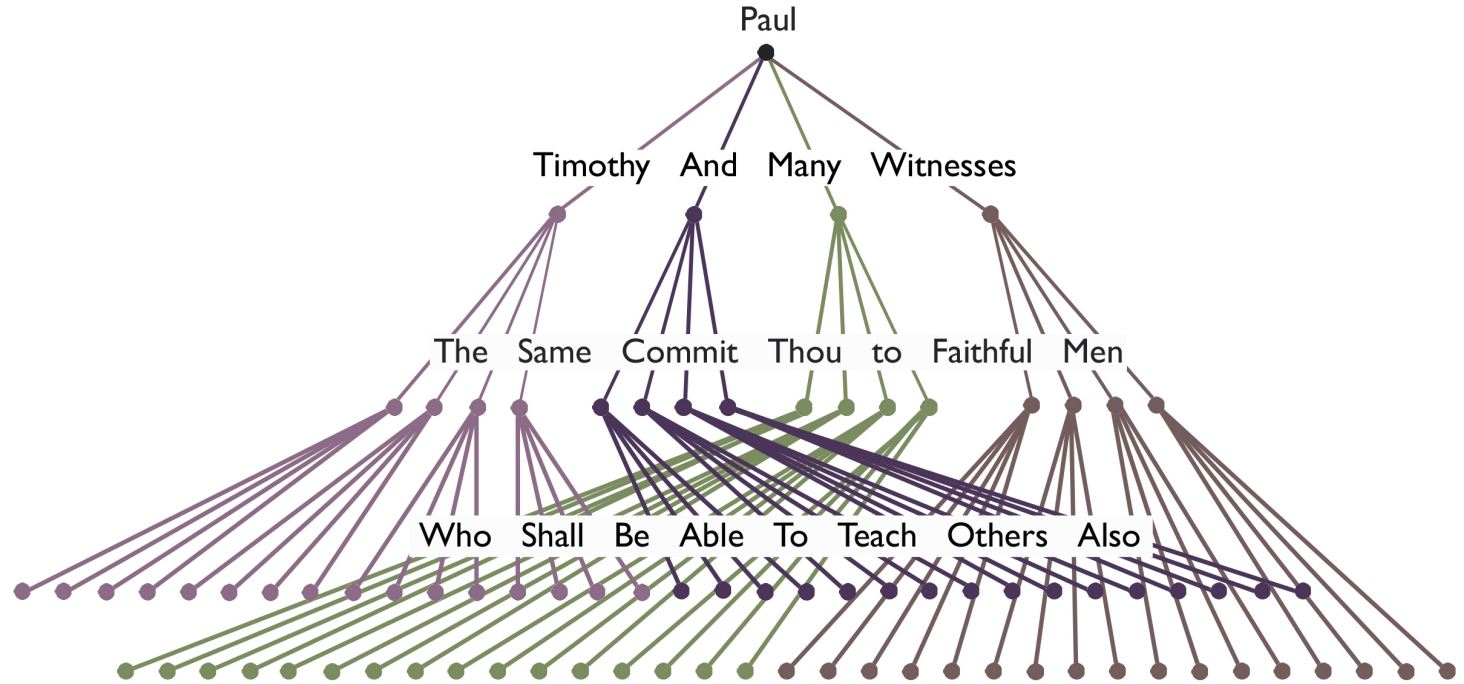 Paul
Timothy And Many Witnesses
The Same Commit Thou to Faithful Men
Who Shall Be Able To Teach Others Also